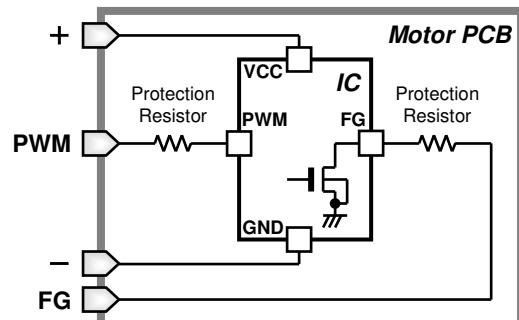 +
Motor PCB
VCC
IC
Protection
Resistor
Protection
Resistor
PWM
PWM
FG
GND
−
FG